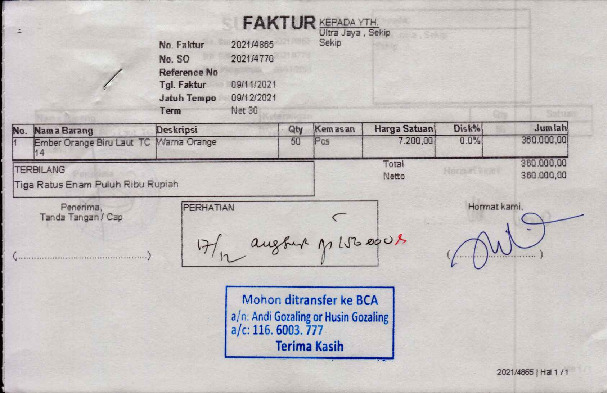 FAKTUR
KEPADA YTH.
Ultra Jaya , Sekip
Sekip
No. Faktur 2021/4865
No. SO 2021/4770
Reference No
Tgl. Faktur 09/11/2021
Jatuh Tempo 09/12/2021
Term Net 30
No. Nama Barang Deskripsi Qty Kemasan Harga Satuan Disk% Jumlah
1 Ember Orange Biru Laut TC 14 Warna Orange 50 Pcs 7.200,00 0.0% 360.000,00
Total 360.000,00
Netto 360.000,00
TERBILANG
Tiga Ratus Enam Puluh Ribu Rupiah
Penerima,
Tanda Tangan / Cap
PERHATIAN
17/12
150.000
Hormat kami,
Mohon ditransfer ke BCA
a/n: Andi Gozaling or Husin Gozaling
a/c: 116. 6003. 777
Terima Kasih
2021/4865 | Hal 1 / 1